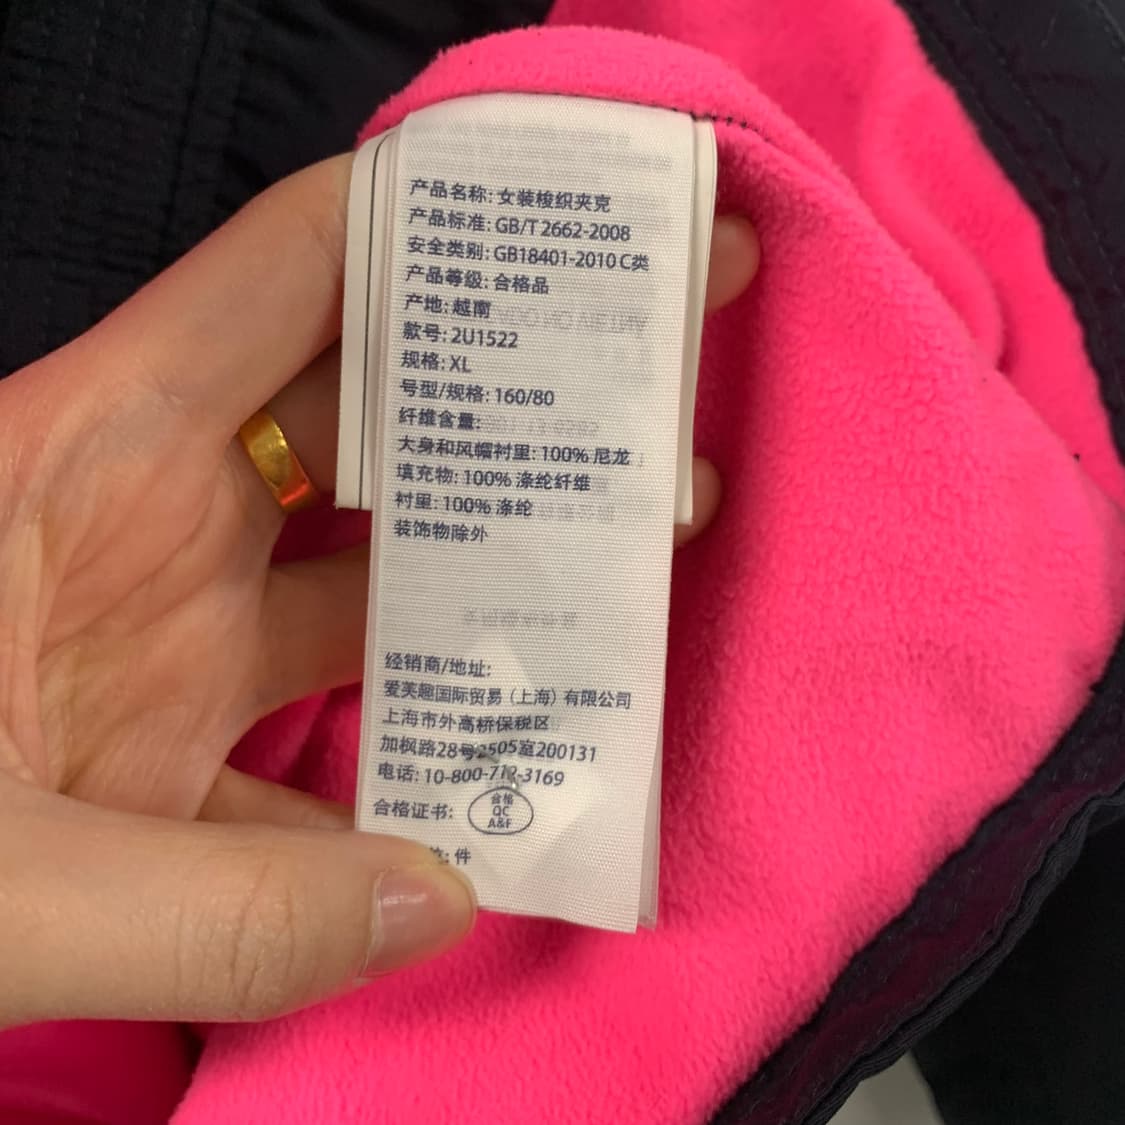 产品名称: 女装梭织夹克
产品标准: GB/T 2662-2008
安全类别: GB18401-2010 C类
产品等级: 合格品
产地: 越南
款号: 2U1522
规格: XL
号型/规格: 160/80
纤维含量:
大身和风帽衬里: 100% 尼龙
填充物: 100% 涤纶纤维
衬里: 100% 涤纶
装饰物除外
经销商/地址:
爱芙趣国际贸易 (上海) 有限公司
上海市外高桥保税区
加枫路28号2505室200131
电话: 10-800-712-3169
合格证书:
合格
QC
A&F
: 件